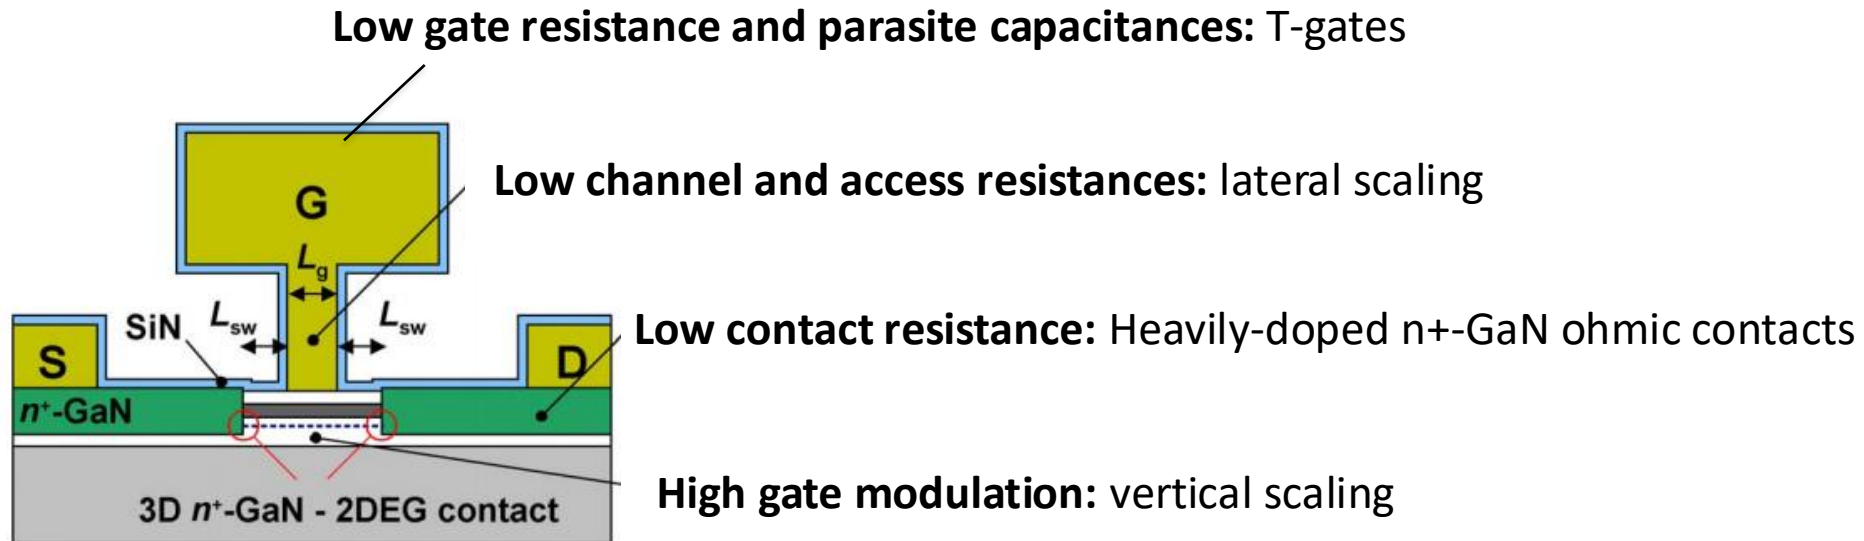 Low gate resistance and parasite capacitances: T-gates
G
Low channel and access resistances: lateral scaling
Lg
SiN
Lsw
Lsw
Low contact resistance: Heavily-doped n+-GaN ohmic contacts
S
D
n+-GaN
High gate modulation: vertical scaling
3D n+-GaN - 2DEG contact